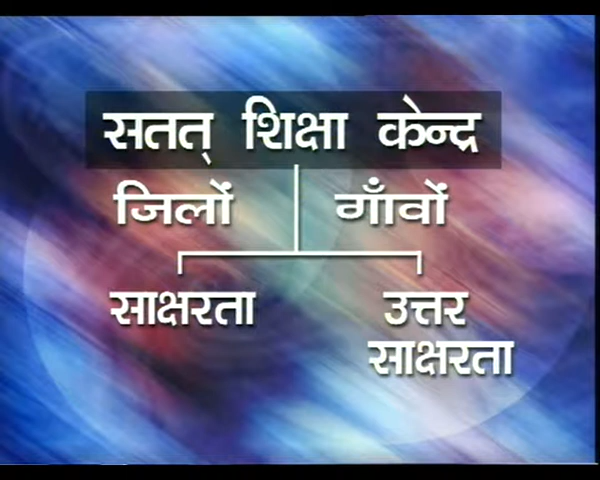 सतत् शिक्षा केन्द्र
जिलों गाँवों
साक्षरता उत्तर
साक्षरता